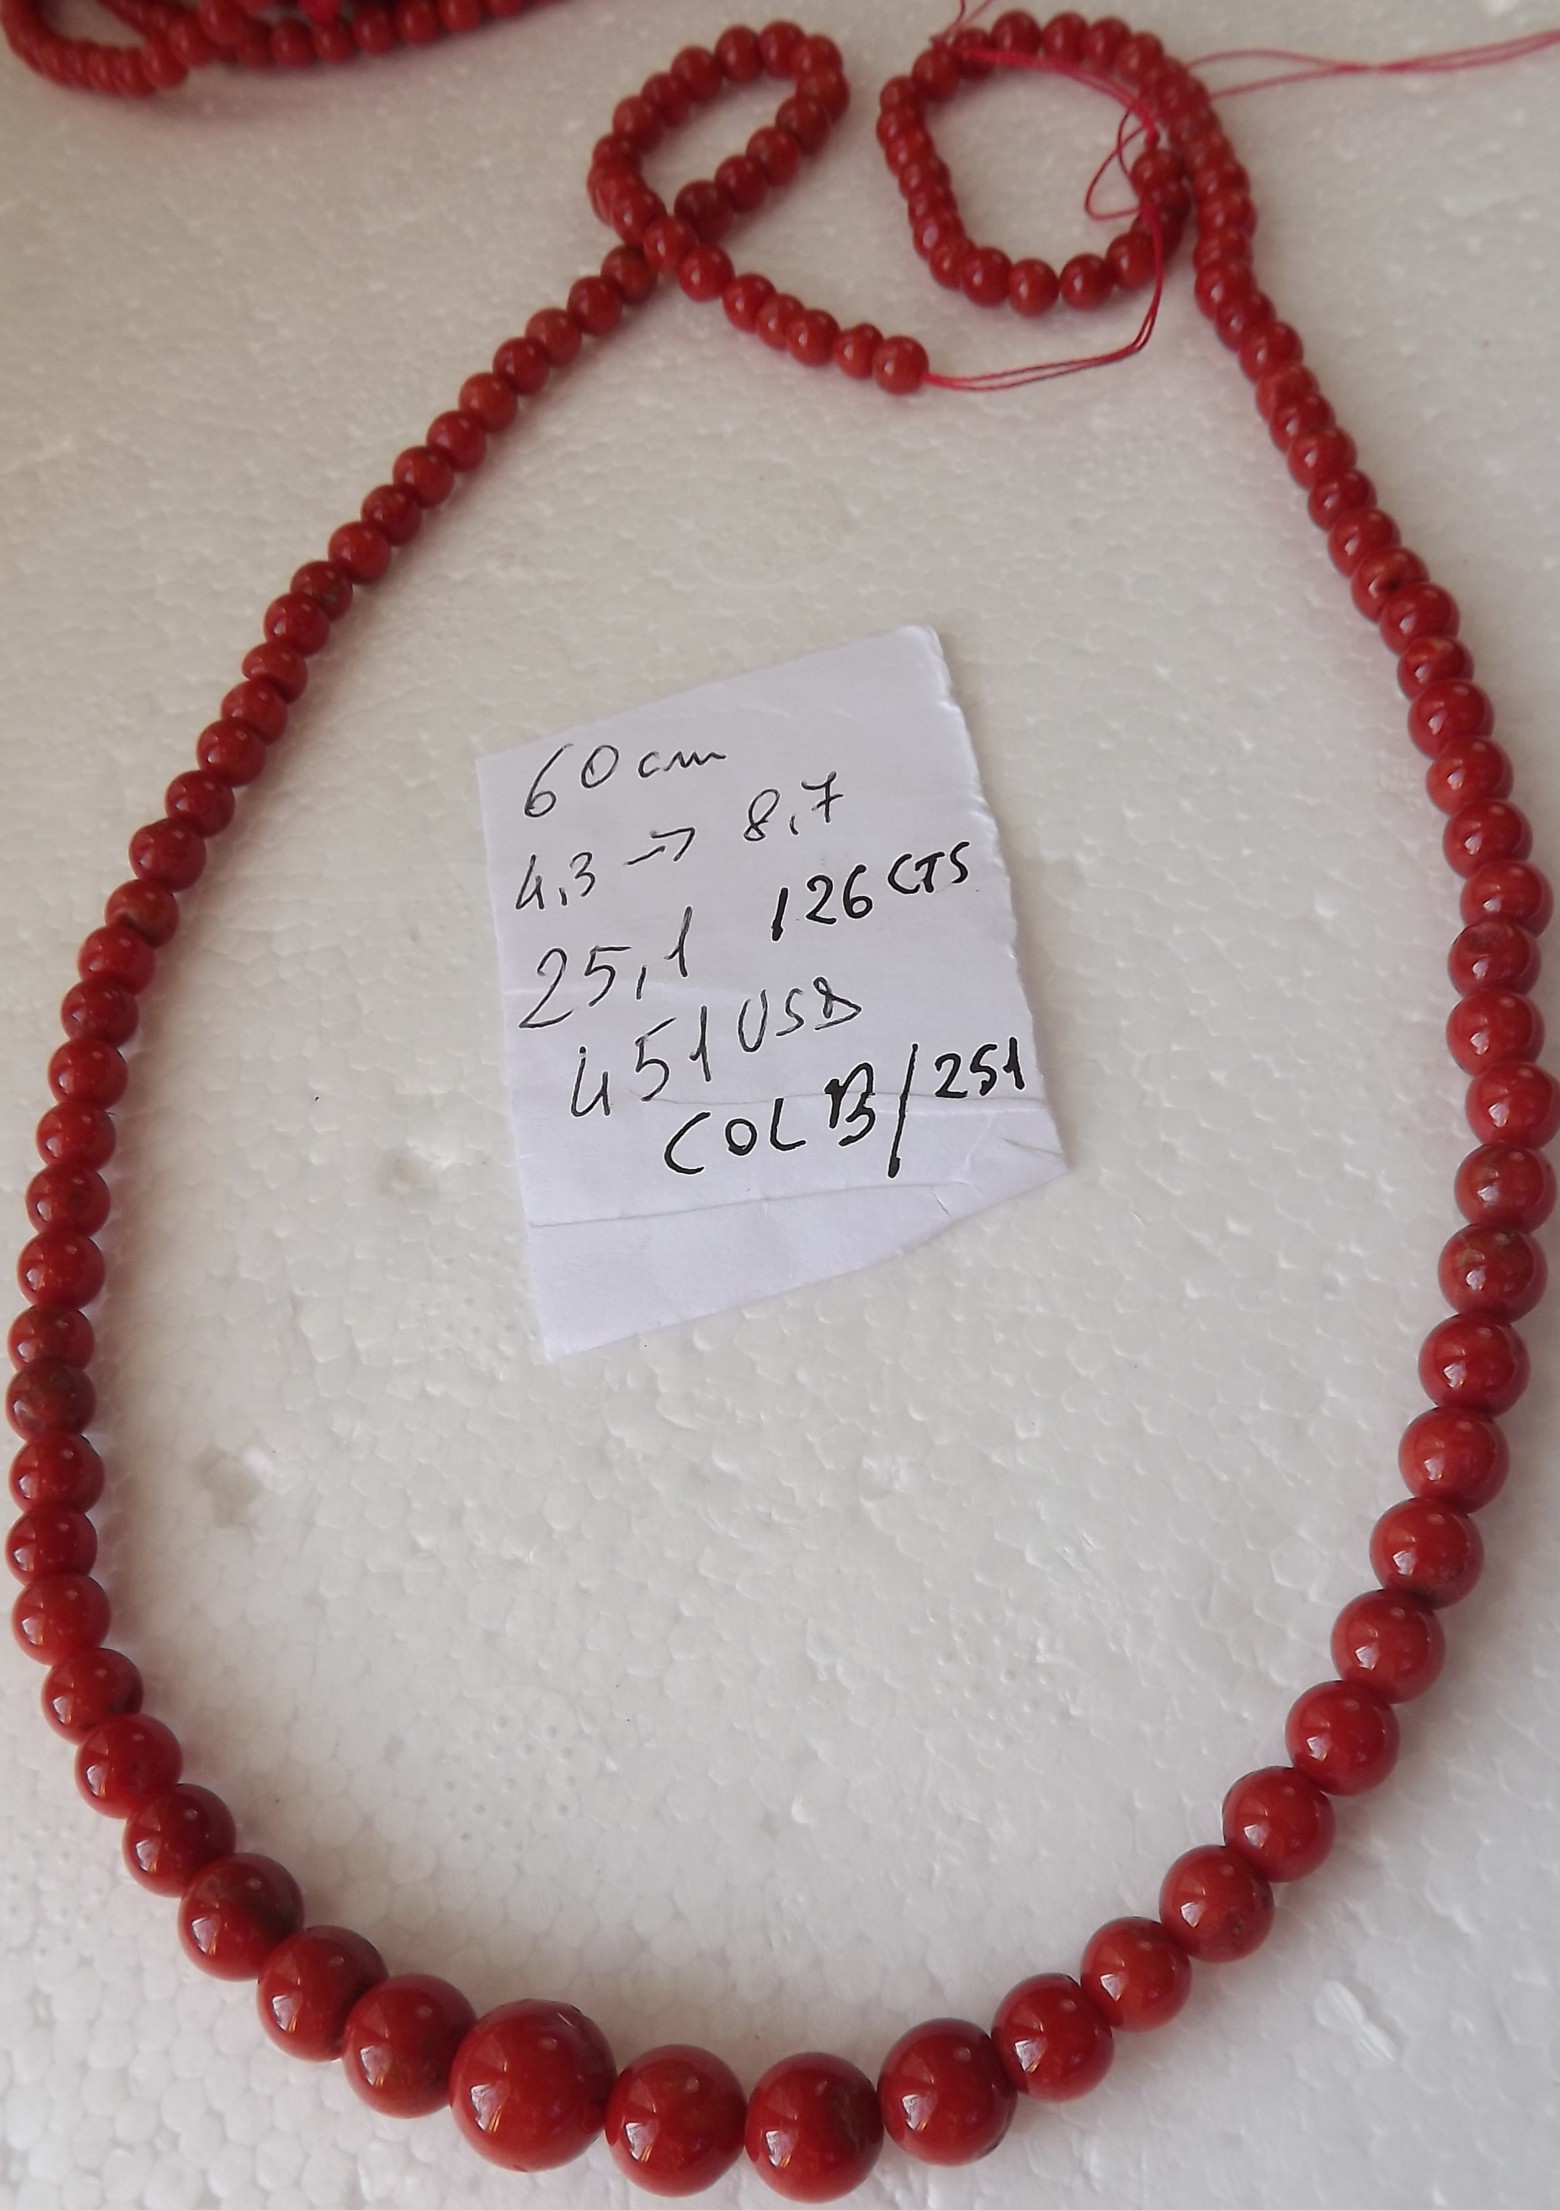 60 cm
4,3 → 8,7
25,1 126 CTS
451 USD
COL B/251